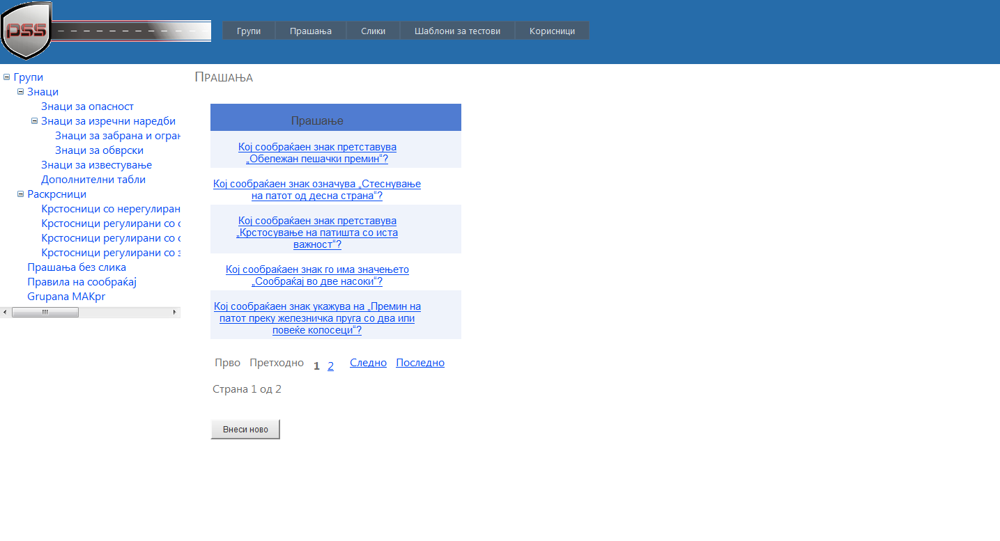 PSS
Групи
Прашања
Слики
Шаблони за тестови
Корисници
Групи
Знаци
Знаци за опасност
Знаци за изречни наредби
Знаци за забрана и огран
Знаци за обврски
Знаци за известување
Дополнителни табли
Раскрсници
Крстосници со нерегулиран
Крстосници регулирани со с
Крстосници регулирани со с
Крстосници регулирани со з
Прашања без слика
Правила на сообраќај
Grupana MAKpr
Прашања
Прашање
Кој сообраќаен знак претставува
„Обележан пешачки премин“?
Кој сообраќаен знак означува „Стеснување
на патот од десна страна“?
Кој сообраќаен знак претставува
„Крстосување на патишта со иста
важност“?
Кој сообраќаен знак го има значењето
„Сообраќај во две насоки“?
Кој сообраќаен знак укажува на „Премин на
патот преку железничка пруга со два или
повеќе колосеци“?
Прво Претходно 1 2 Следно Последно
Страна 1 од 2
Внеси ново